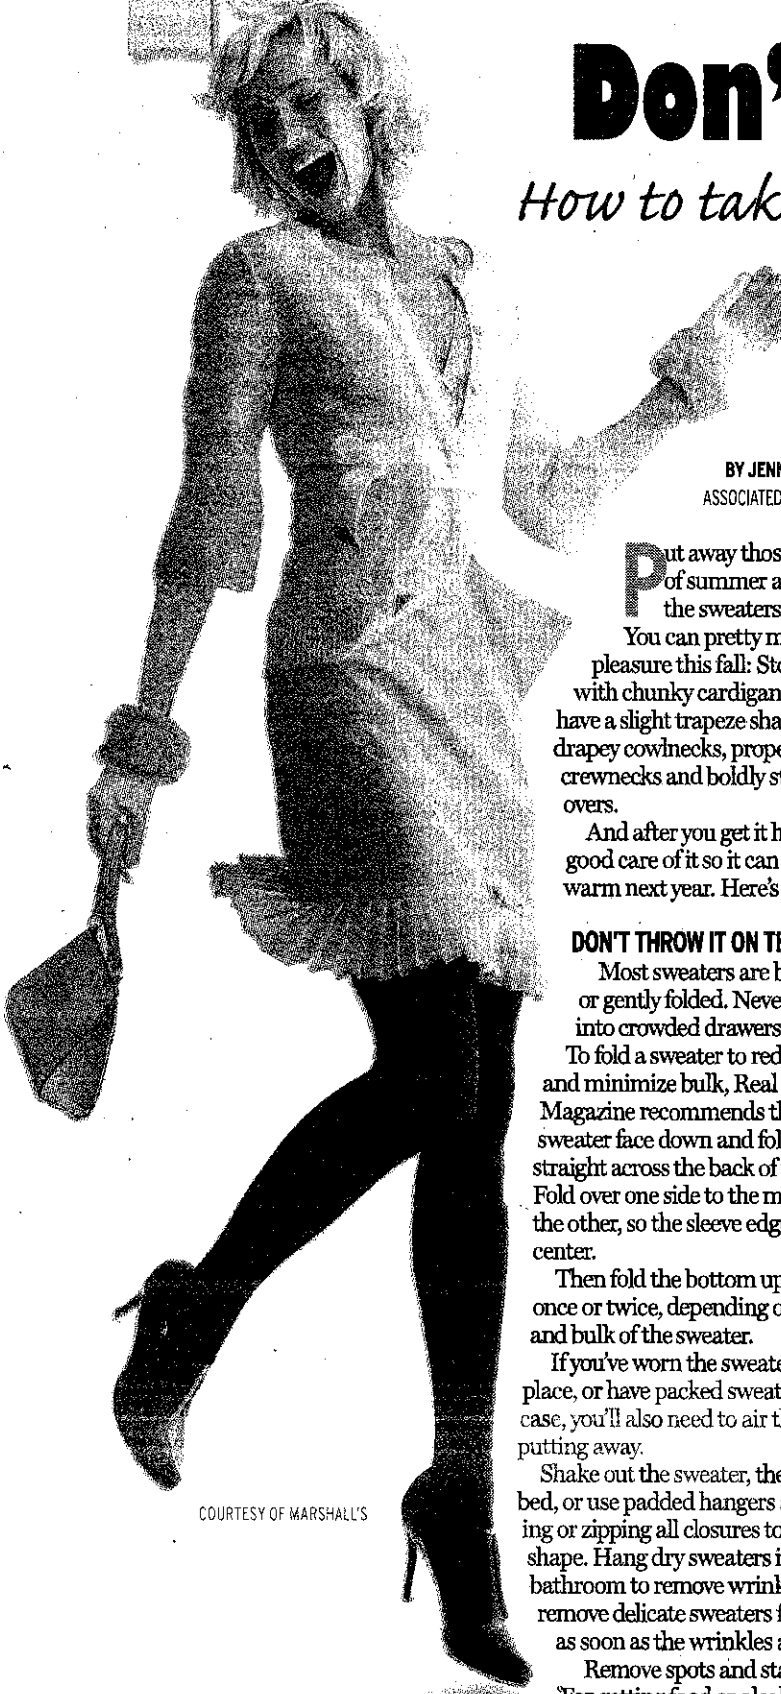 Don'
How to tak
BY JENN
ASSOCIATED
Put away thos
of summer a
the sweaters
You can pretty m
pleasure this fall: Sto
with chunky cardigan
have a slight trapeze sha
drapey cowlnecks, prope
crewnecks and boldly st
overs.
And after you get it h
good care of it so it can
warm next year. Here's
DON'T THROW IT ON TH
Most sweaters are b
or gently folded. Neve
into crowded drawers
To fold a sweater to red
and minimize bulk, Real
Magazine recommends th
sweater face down and fol
straight across the back of
Fold over one side to the m
the other, so the sleeve edg
center.
Then fold the bottom up
once or twice, depending o
and bulk of the sweater.
If you've worn the sweate
place, or have packed sweat
case, you'll also need to air t
putting away.
Shake out the sweater, the
bed, or use padded hangers
ing or zipping all closures to
shape. Hang dry sweaters i
bathroom to remove wrink
remove delicate sweaters f
as soon as the wrinkles a
Remove spots and sta
COURTESY OF MARSHALL'S